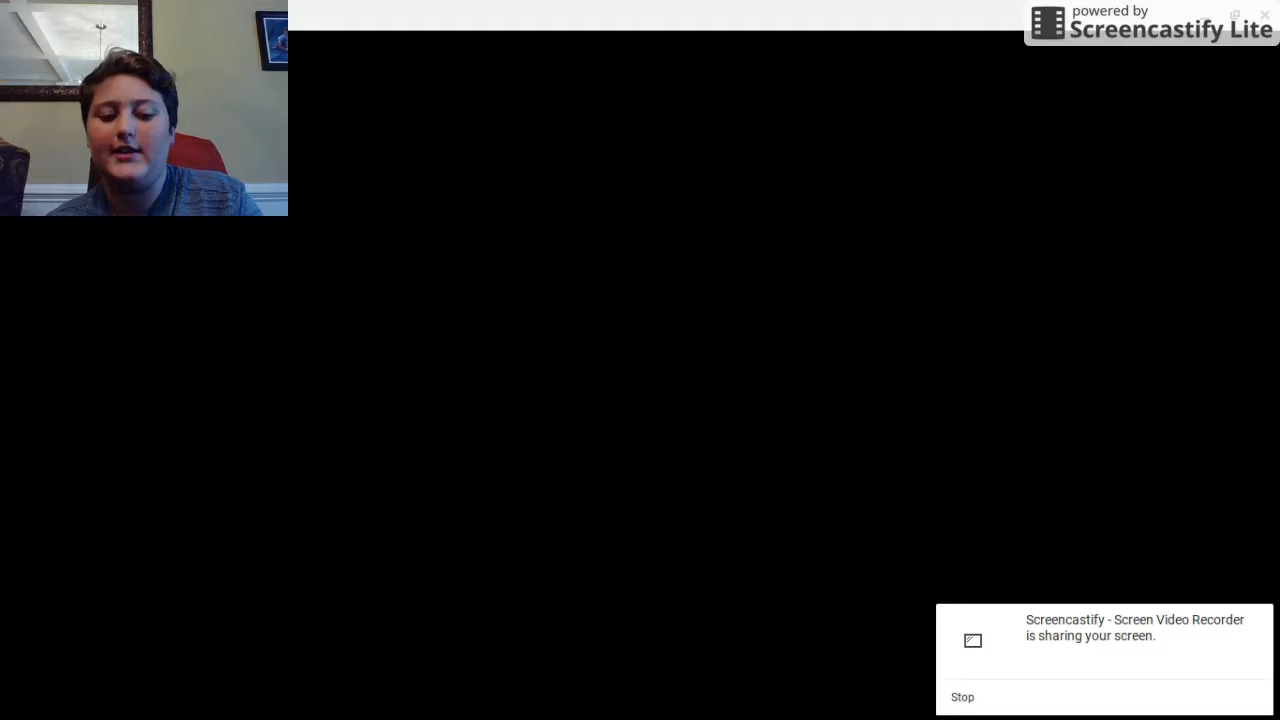 powered by
Screencastify Lite
Screencastify - Screen Video Recorder
is sharing your screen.
Stop